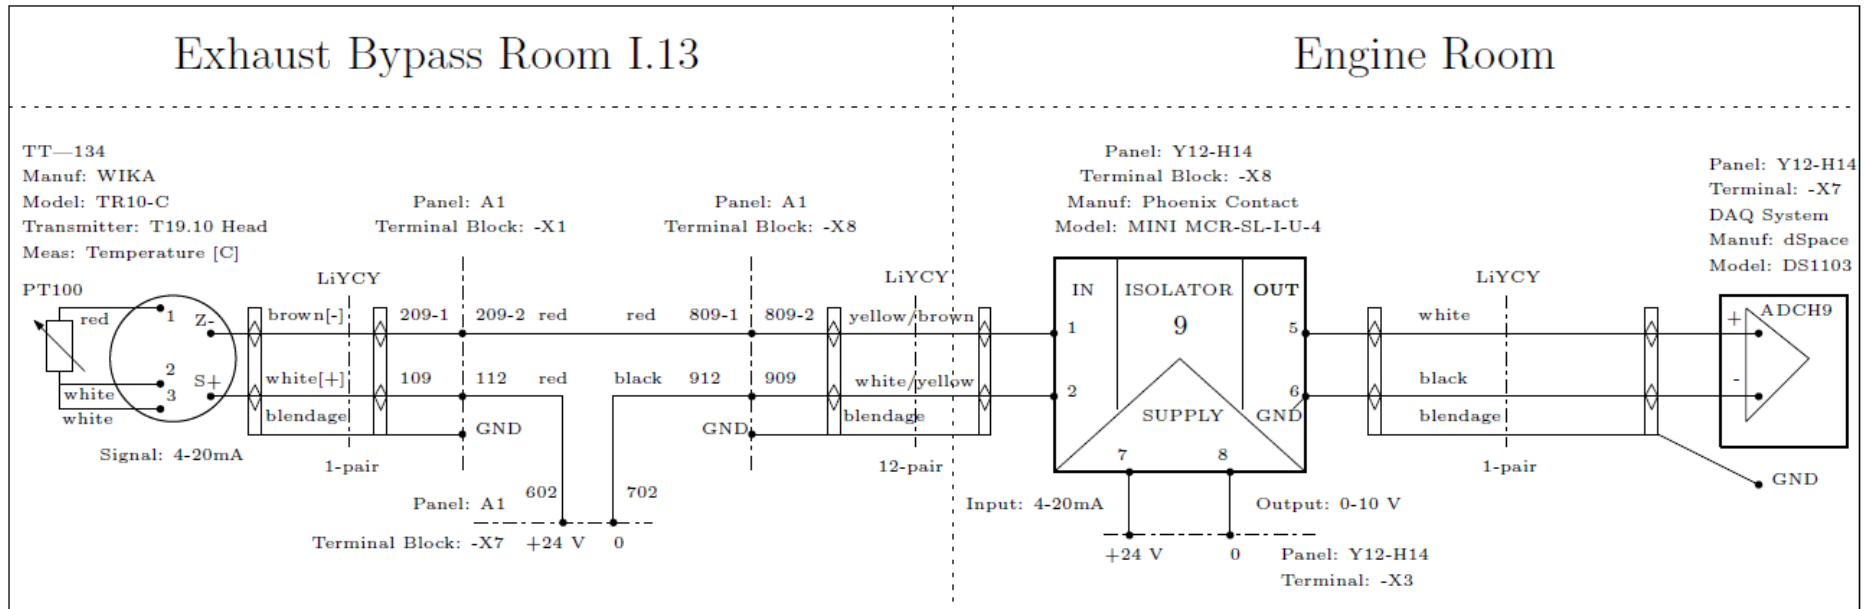 Exhaust Bypass Room I.13
Engine Room
TT—134
Manuf: WIKA
Model: TR10-C
Transmitter: T19.10 Head
Meas: Temperature [C]
PT100
red
white
white
1
2
3
Z-
S+
Signal: 4-20mA
LiYCY
brown[-]
white[+]
blendage
1-pair
Panel: A1
Terminal Block: -X1
209-1
209-2
red
109
112
red
GND
Panel: A1
Terminal Block: -X7
602
702
+24 V
0
Panel: A1
Terminal Block: -X8
red
809-1
809-2
black
912
909
GND
LiYCY
yellow/brown
white/yellow
blendage
12-pair
Panel: Y12-H14
Terminal Block: -X8
Manuf: Phoenix Contact
Model: MINI MCR-SL-I-U-4
IN
ISOLATOR
OUT
9
1
2
5
6
SUPPLY
GND
7
8
Input: 4-20mA
Output: 0-10 V
+24 V
0
Panel: Y12-H14
Terminal: -X3
LiYCY
white
black
blendage
1-pair
Panel: Y12-H14
Terminal: -X7
DAQ System
Manuf: dSpace
Model: DS1103
+
ADCH9
-
GND